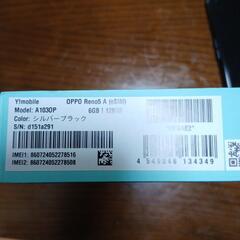 Y!mobile OPPO Reno5 A (eSIM)
Model: A103OP 6GB | 128GB
Color: シルバーブラック
S/N: d151a291
IMEI1: 860724052278516
IMEI2: 860724052278508
4 549046 134349